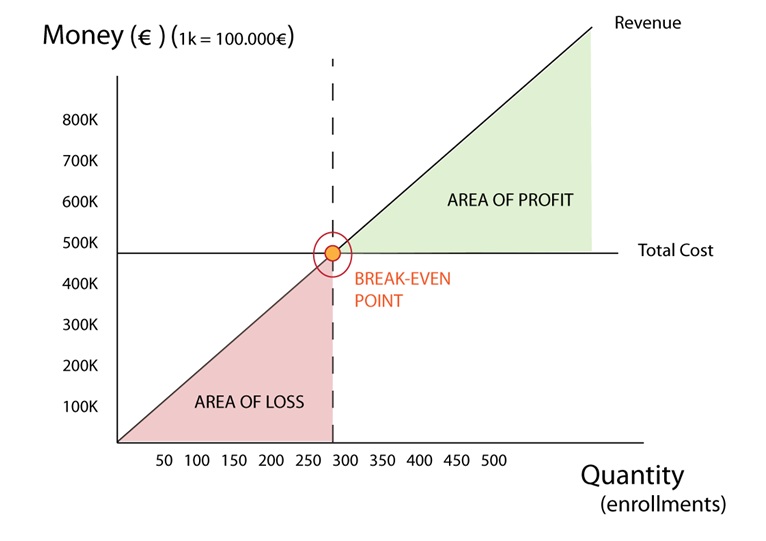 Money (€ ) (1k = 100.000€)
Revenue
800K
700K
600K
500K
400K
300K
200K
100K
AREA OF PROFIT
Total Cost
BREAK-EVEN
POINT
AREA OF LOSS
50 100 150 200 250 300 350 400 450 500
Quantity
(enrollments)